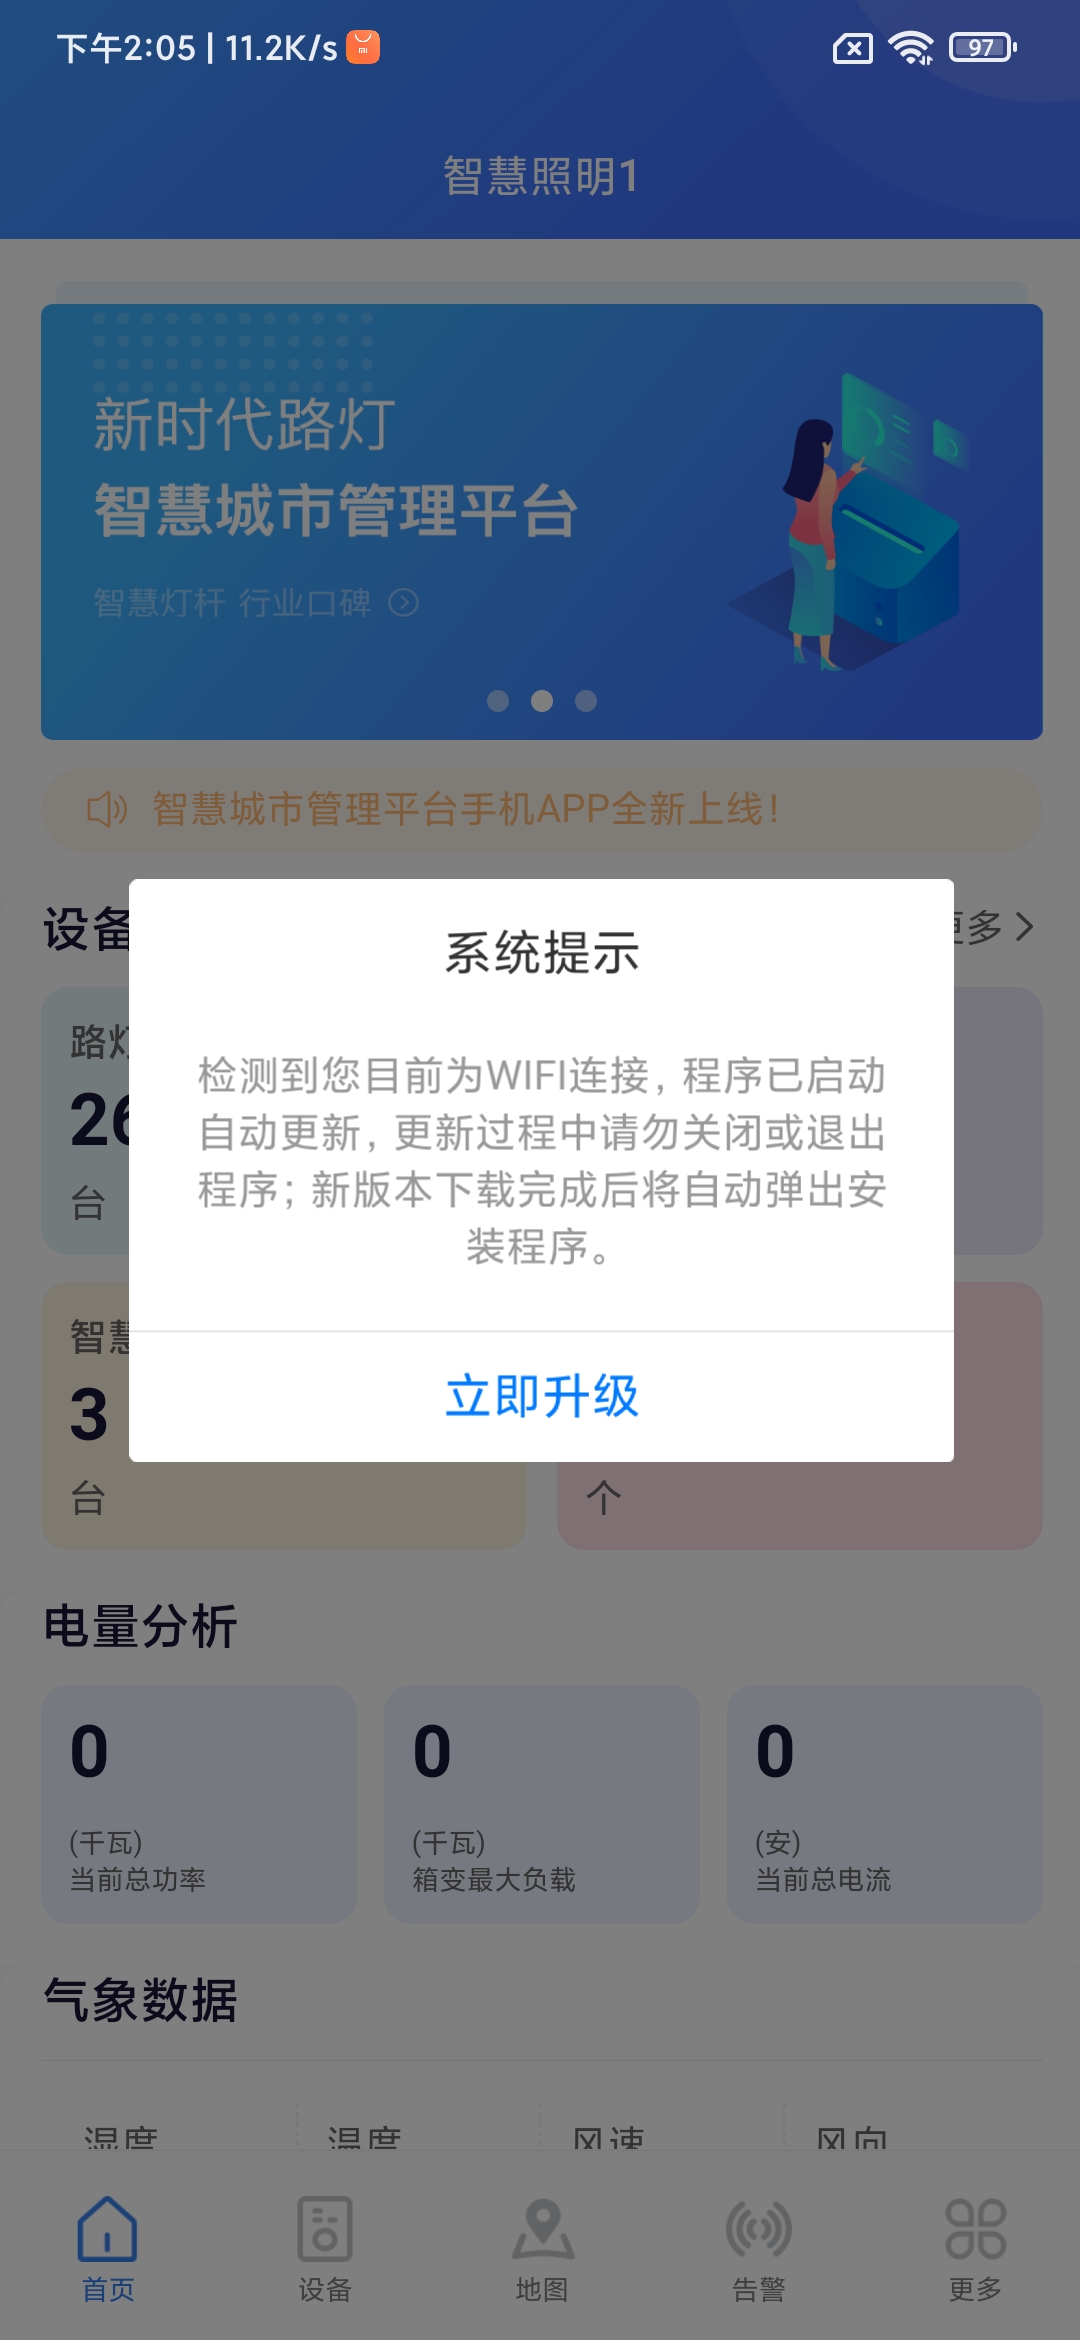 下午2:05 | 11.2K/s
97
智慧照明1
新时代路灯
智慧城市管理平台
智慧灯杆 行业口碑
智慧城市管理平台手机APP全新上线！
设备
更多
路灯
26
台
系统提示
检测到您目前为WIFI连接，程序已启动
自动更新，更新过程中请勿关闭或退出
程序；新版本下载完成后将自动弹出安
装程序。
立即升级
智慧
3
台
个
电量分析
0
(千瓦)
当前总功率
0
(千瓦)
箱变最大负载
0
(安)
当前总电流
气象数据
湿度
温度
风速
风向
首页
设备
地图
告警
更多